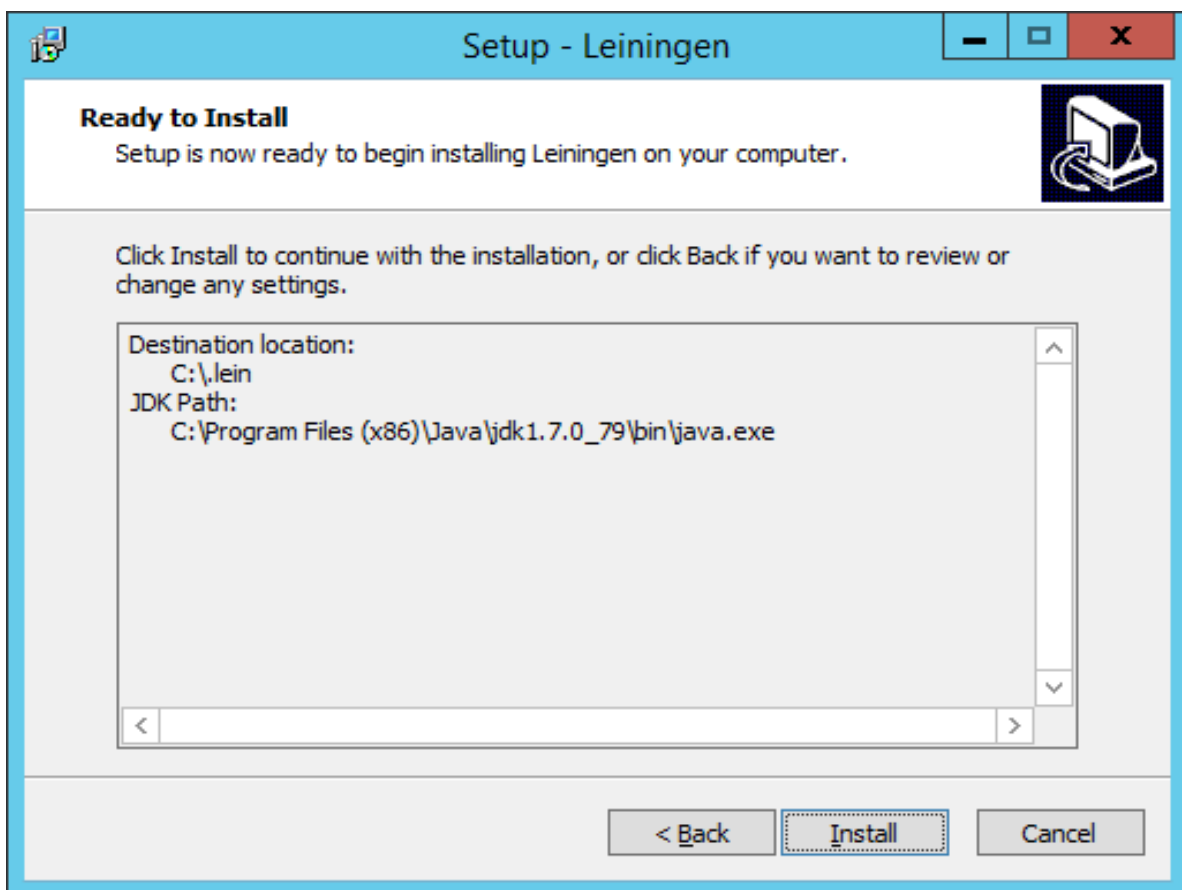 Setup - Leiningen
Ready to Install
Setup is now ready to begin installing Leiningen on your computer.
Click Install to continue with the installation, or click Back if you want to review or
change any settings.
Destination location:
C:\.lein
JDK Path:
C:\Program Files (x86)\Java\jdk1.7.0_79\bin\java.exe
< Back
Install
Cancel